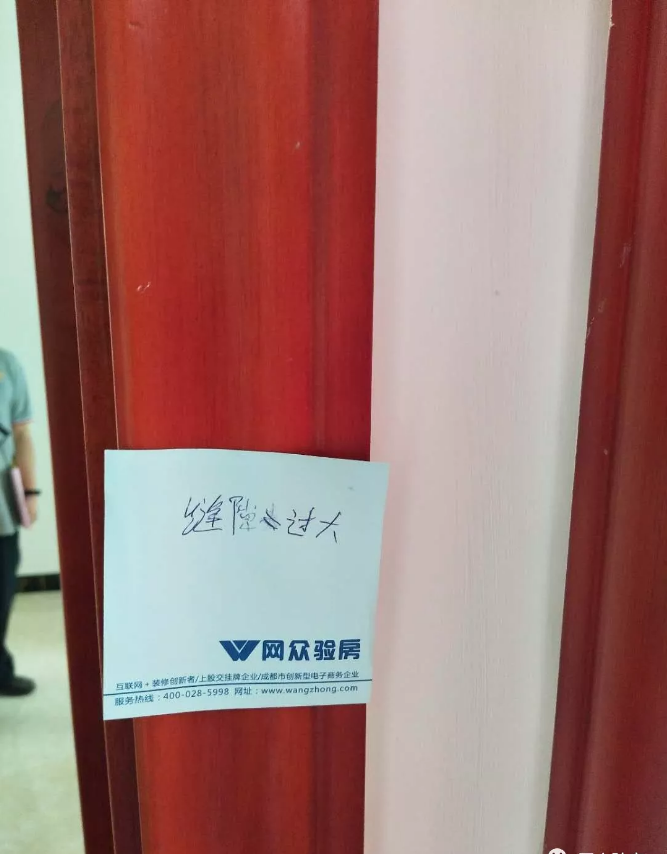 缝隙过大
网众验房
互联网+装修创新者/上股交挂牌企业/成都市创新型电子商务企业
服务热线：400-028-5998 网址：www.wangzhong.com